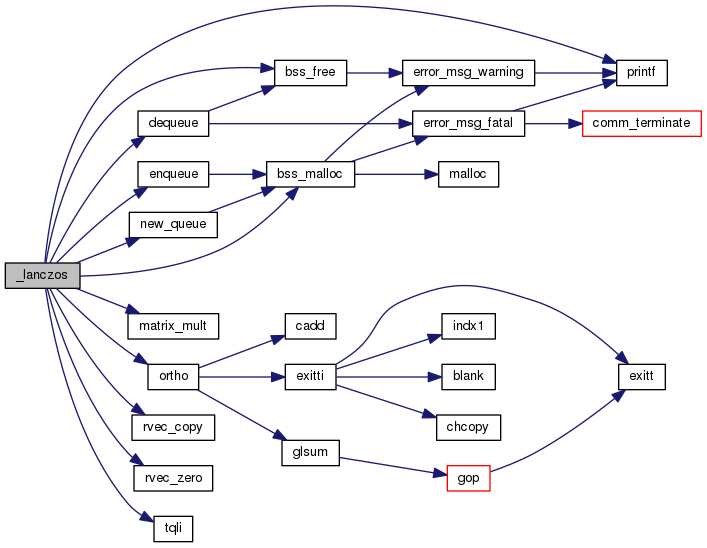 _lanczos
bss_free
dequeue
enqueue
new_queue
matrix_mult
ortho
rvec_copy
rvec_zero
tqli
bss_malloc
cadd
exitti
glsum
error_msg_warning
error_msg_fatal
malloc
indx1
blank
chcopy
gop
printf
comm_terminate
exitt